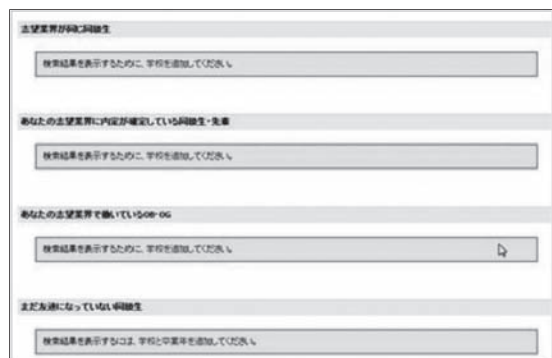 志望業界が同じ同級生
検索結果を表示するために、学校を追加してください。
あなたの志望業界に内定が確定している同級生・先輩
検索結果を表示するために、学校を追加してください。
あなたの志望業界で働いているOB・OG
検索結果を表示するために、学校を追加してください。
まだ友達になっていない同級生
検索結果を表示するには、学校と卒業年を追加してください。